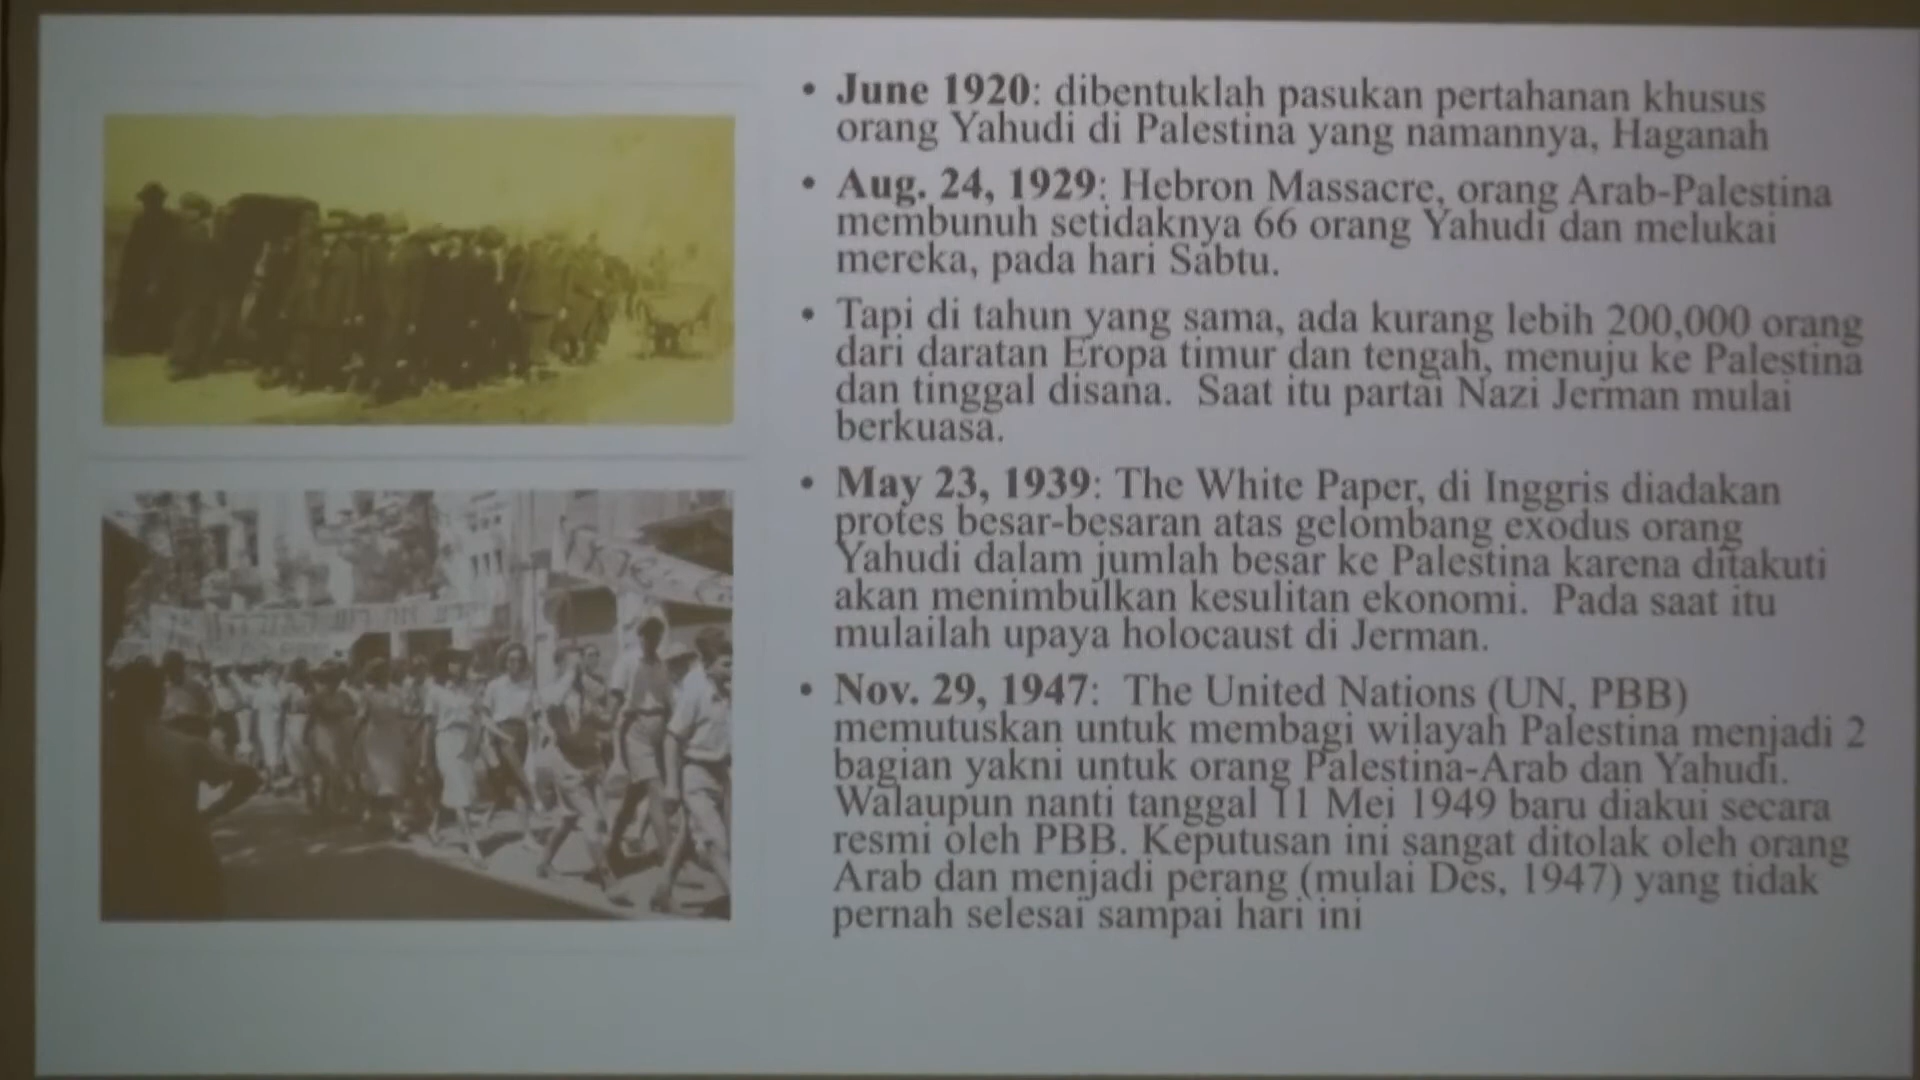 • June 1920: dibentuklah pasukan pertahanan khusus
orang Yahudi di Palestina yang namannya, Haganah
• Aug. 24, 1929: Hebron Massacre, orang Arab-Palestina
membunuh setidaknya 66 orang Yahudi dan melukai
mereka, pada hari Sabtu.
• Tapi di tahun yang sama, ada kurang lebih 200,000 orang
dari daratan Eropa timur dan tengah, menuju ke Palestina
dan tinggal disana. Saat itu partai Nazi Jerman mulai
berkuasa.
• May 23, 1939: The White Paper, di Inggris diadakan
protes besar-besaran atas gelombang exodus orang
Yahudi dalam jumlah besar ke Palestina karena ditakuti
akan menimbulkan kesulitan ekonomi. Pada saat itu
mulailah upaya holocaust di Jerman.
• Nov. 29, 1947: The United Nations (UN, PBB)
memutuskan untuk membagi wilayah Palestina menjadi 2
bagian yakni untuk orang Palestina-Arab dan Yahudi.
Walaupun nanti tanggal 11 Mei 1949 baru diakui secara
resmi oleh PBB. Keputusan ini sangat ditolak oleh orang
Arab dan menjadi perang (mulai Des, 1947) yang tidak
pernah selesai sampai hari ini